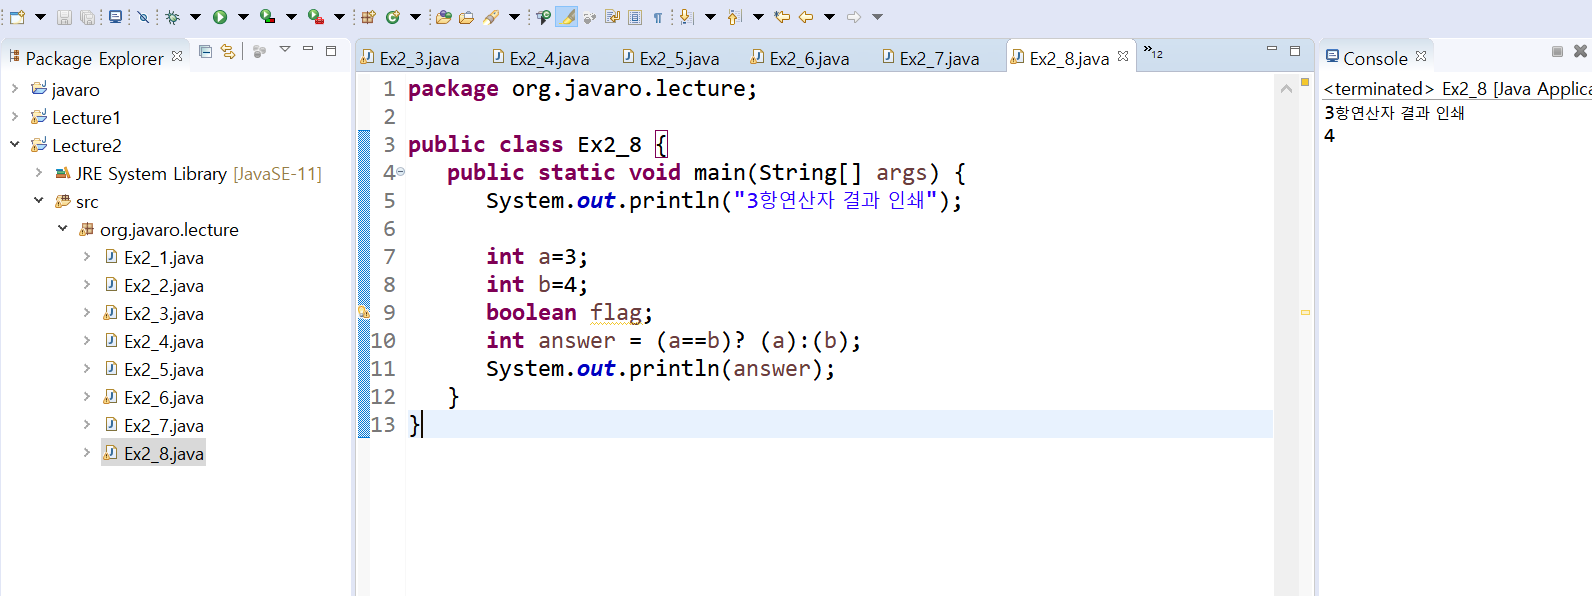 Package Explorer
javaro
Lecture1
Lecture2
JRE System Library [JavaSE-11]
src
org.javaro.lecture
Ex2_1.java
Ex2_2.java
Ex2_3.java
Ex2_4.java
Ex2_5.java
Ex2_6.java
Ex2_7.java
Ex2_8.java
Ex2_3.java Ex2_4.java Ex2_5.java Ex2_6.java Ex2_7.java Ex2_8.java »12
1 package org.javaro.lecture;
2
3 public class Ex2_8 {
4 public static void main(String[] args) {
5 System.out.println("3항연산자 결과 인쇄");
6
7 int a=3;
8 int b=4;
9 boolean flag;
10 int answer = (a==b)? (a):(b);
11 System.out.println(answer);
12 }
13 }
Console
<terminated> Ex2_8 [Java Applica
3항연산자 결과 인쇄
4